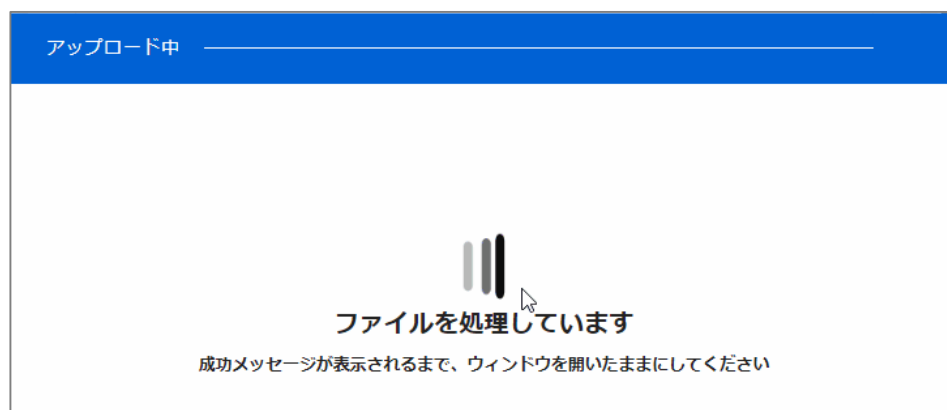 アップロード中
ファイルを処理しています
成功メッセージが表示されるまで、ウィンドウを開いたままにしてください